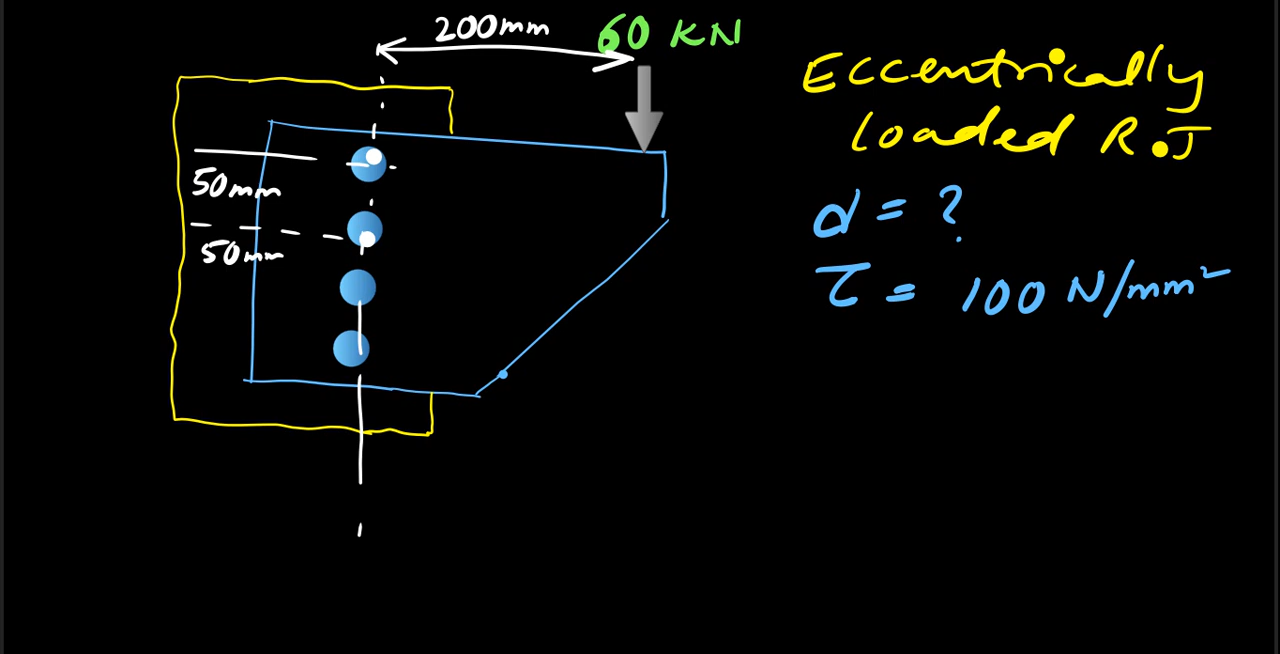 200mm
60 KN
50mm
50mm
Eccentrically
loaded R.J
d = ?
τ = 100 N/mm²